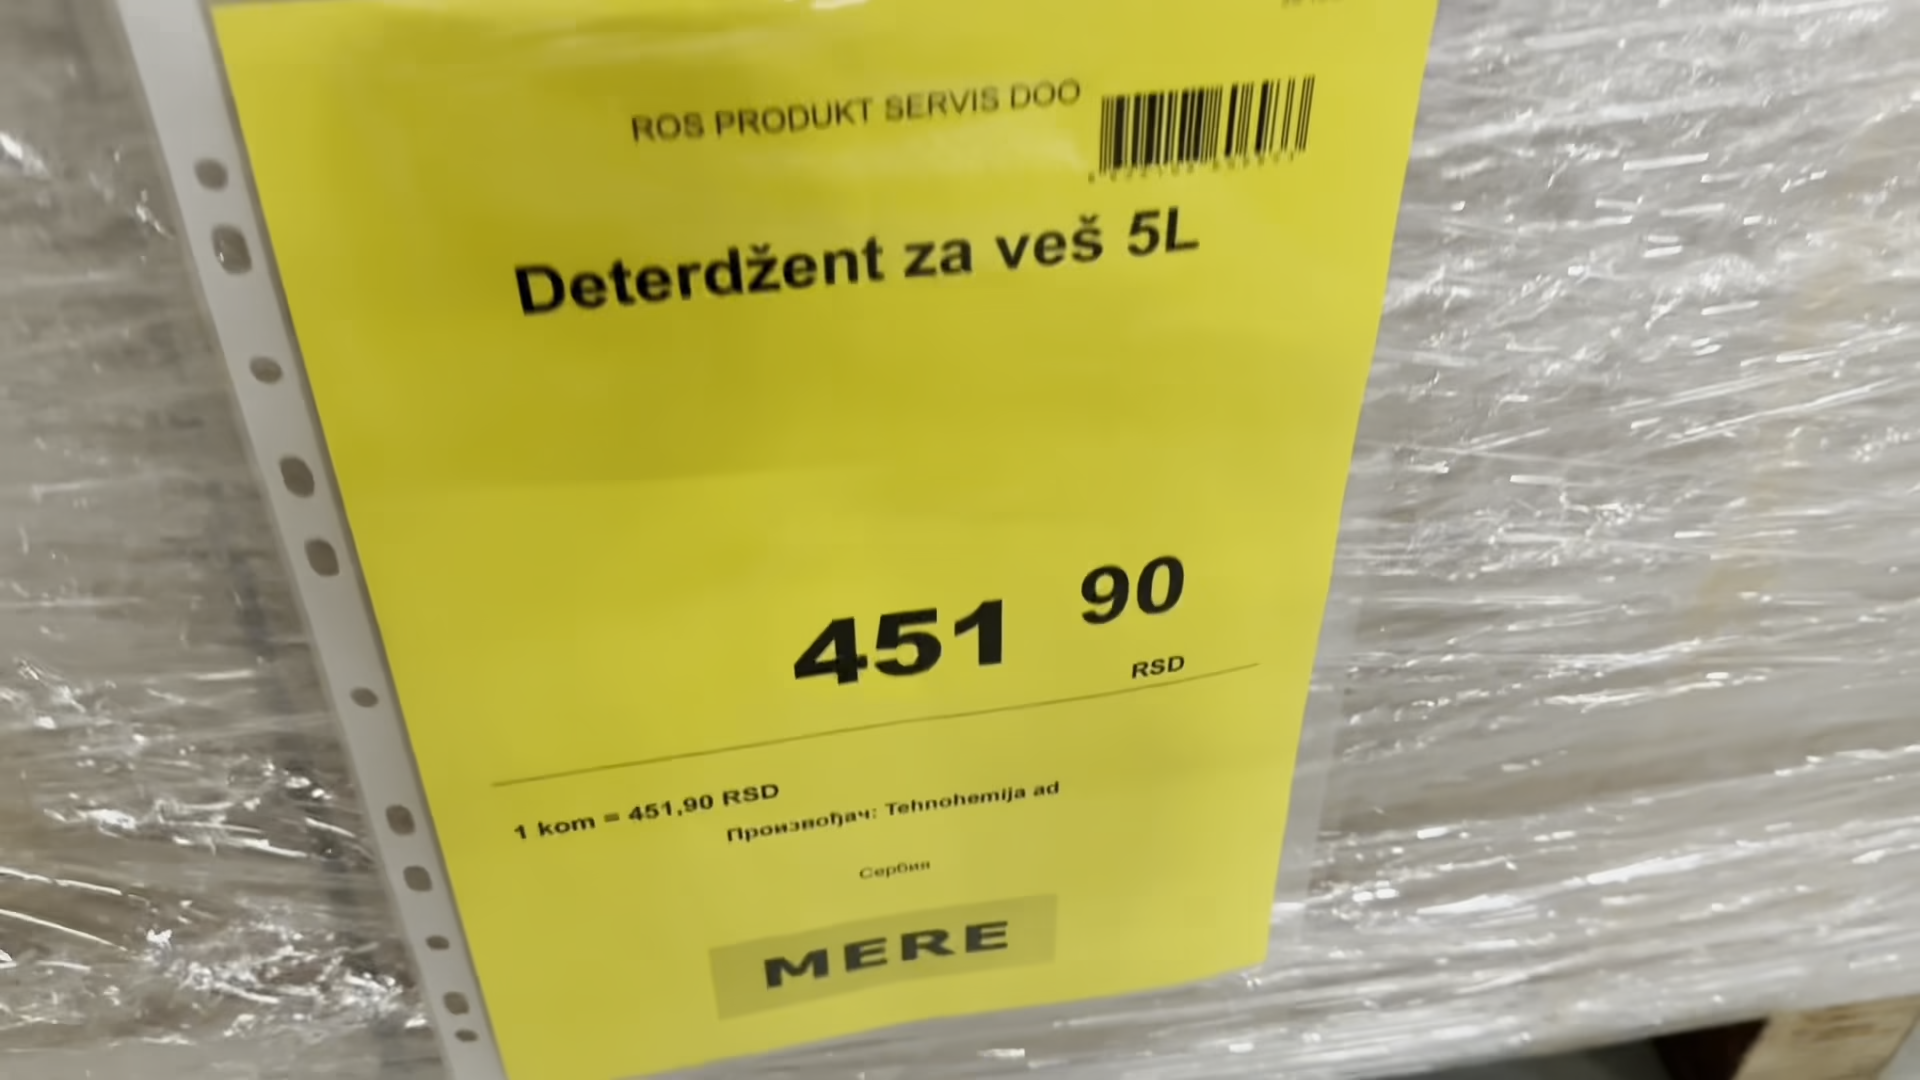 ROS PRODUKT SERVIS DOO
Deterdžent za veš 5L
451 90
RSD
1 kom = 451,90 RSD
Произвођач: Tehnohemija ad
Сербия
MERE